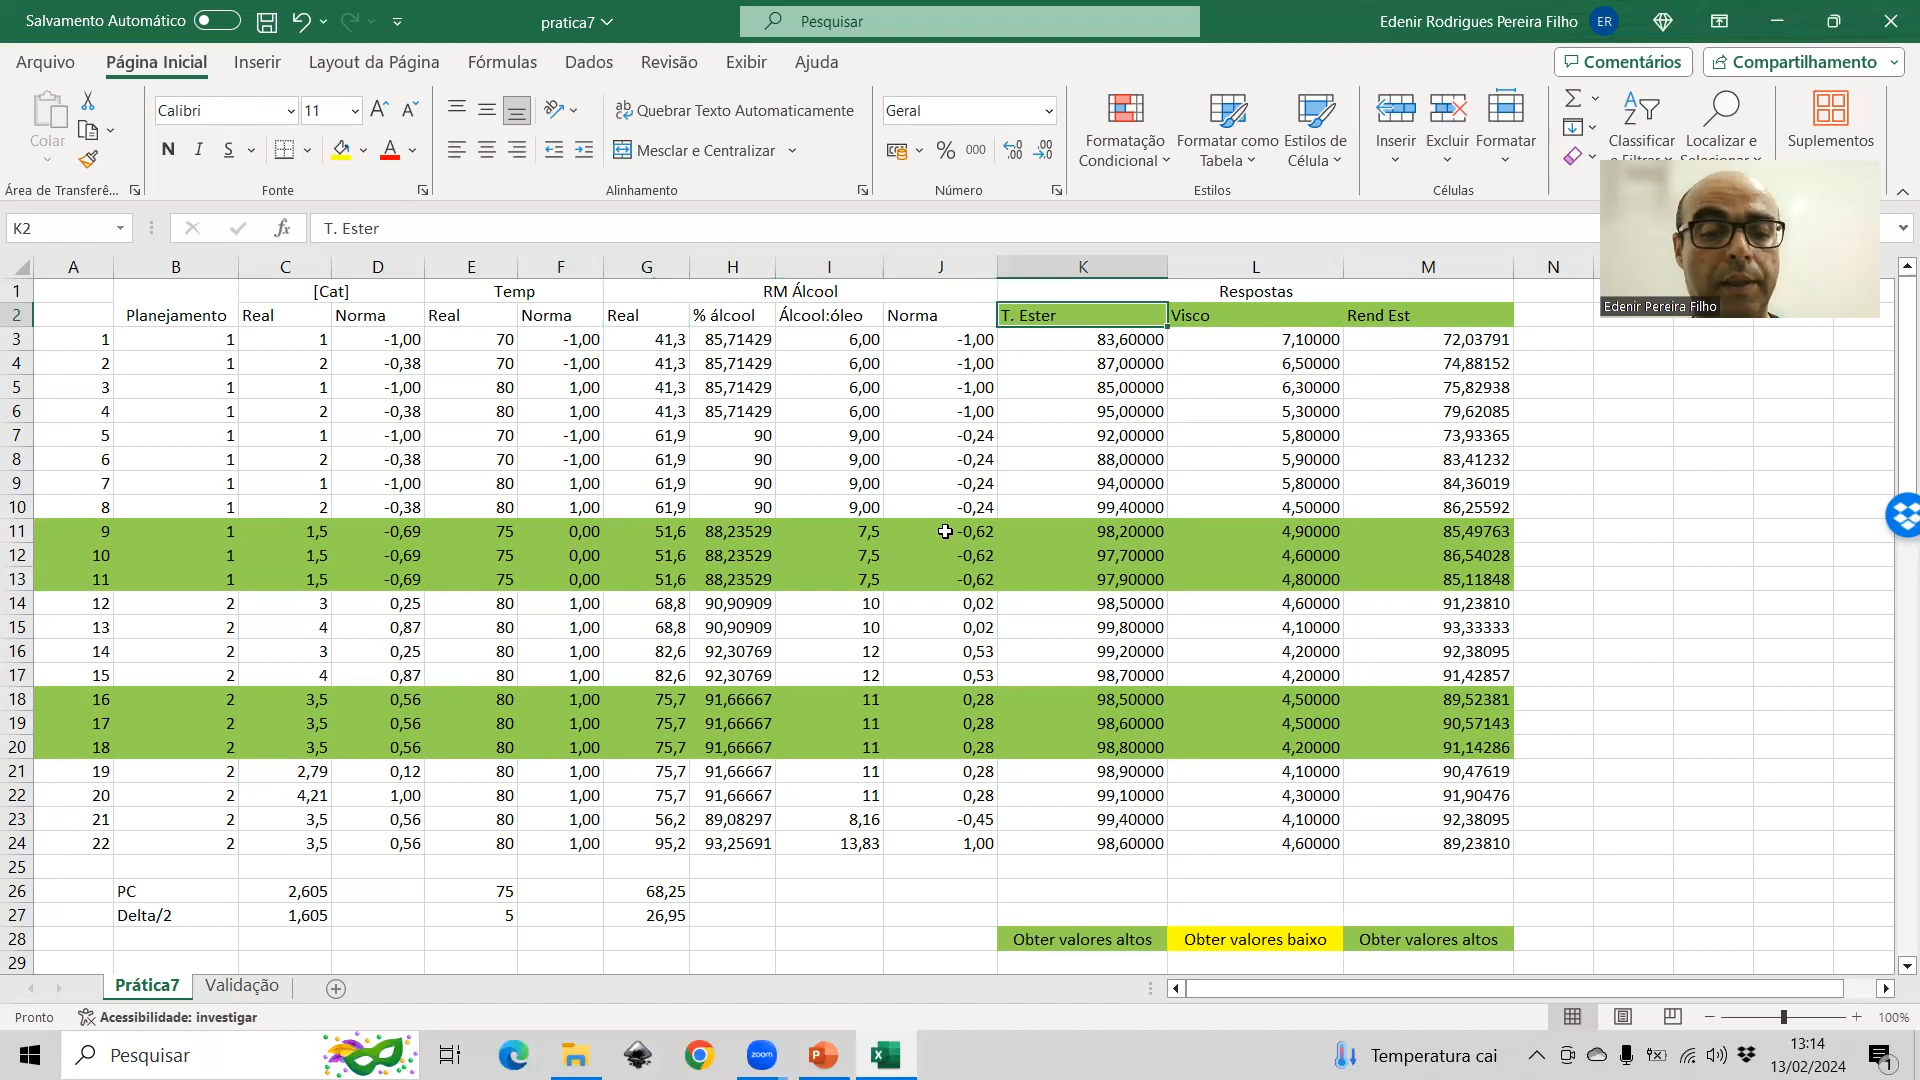 Salvamento Automático
pratica7
Pesquisar
Edenir Rodrigues Pereira Filho
ER
Arquivo Página Inicial Inserir Layout da Página Fórmulas Dados Revisão Exibir Ajuda
Comentários
Compartilhamento
Colar
Calibri 11
Quebrar Texto Automaticamente
Geral
N I S
Mesclar e Centralizar
% 000
Formatação Condicional
Formatar como Tabela
Estilos de Célula
Inserir
Excluir
Formatar
Classificar
Localizar e
Suplementos
Área de Transferê... Fonte Alinhamento Número Estilos Células
K2 fx T. Ester
Edenir Pereira Filho
A B C D E F G H I J K L M N O
1 [Cat] Temp RM Álcool Respostas
2 Planejamento Real Norma Real Norma Real % álcool Álcool:óleo Norma T. Ester Visco Rend Est
3 1 1 1 -1,00 70 -1,00 41,3 85,71429 6,00 -1,00 83,60000 7,10000 72,03791
4 2 1 2 -0,38 70 -1,00 41,3 85,71429 6,00 -1,00 87,00000 6,50000 74,88152
5 3 1 1 -1,00 80 1,00 41,3 85,71429 6,00 -1,00 85,00000 6,30000 75,82938
6 4 1 2 -0,38 80 1,00 41,3 85,71429 6,00 -1,00 95,00000 5,30000 79,62085
7 5 1 1 -1,00 70 -1,00 61,9 90 9,00 -0,24 92,00000 5,80000 73,93365
8 6 1 2 -0,38 70 -1,00 61,9 90 9,00 -0,24 88,00000 5,90000 83,41232
9 7 1 1 -1,00 80 1,00 61,9 90 9,00 -0,24 94,00000 5,80000 84,36019
10 8 1 2 -0,38 80 1,00 61,9 90 9,00 -0,24 99,40000 4,50000 86,25592
11 9 1 1,5 -0,69 75 0,00 51,6 88,23529 7,5 -0,62 98,20000 4,90000 85,49763
12 10 1 1,5 -0,69 75 0,00 51,6 88,23529 7,5 -0,62 97,70000 4,60000 86,54028
13 11 1 1,5 -0,69 75 0,00 51,6 88,23529 7,5 -0,62 97,90000 4,80000 85,11848
14 12 2 3 0,25 80 1,00 68,8 90,90909 10 0,02 98,50000 4,60000 91,23810
15 13 2 4 0,87 80 1,00 68,8 90,90909 10 0,02 99,80000 4,10000 93,33333
16 14 2 3 0,25 80 1,00 82,6 92,30769 12 0,53 99,20000 4,20000 92,38095
17 15 2 4 0,87 80 1,00 82,6 92,30769 12 0,53 98,70000 4,20000 91,42857
18 16 2 3,5 0,56 80 1,00 75,7 91,66667 11 0,28 98,50000 4,50000 89,52381
19 17 2 3,5 0,56 80 1,00 75,7 91,66667 11 0,28 98,60000 4,50000 90,57143
20 18 2 3,5 0,56 80 1,00 75,7 91,66667 11 0,28 98,80000 4,20000 91,14286
21 19 2 2,79 0,12 80 1,00 75,7 91,66667 11 0,28 98,90000 4,10000 90,47619
22 20 2 4,21 1,00 80 1,00 75,7 91,66667 11 0,28 99,10000 4,30000 91,90476
23 21 2 3,5 0,56 80 1,00 56,2 89,08297 8,16 -0,45 99,40000 4,10000 92,38095
24 22 2 3,5 0,56 80 1,00 95,2 93,25691 13,83 1,00 98,60000 4,60000 89,23810
25
26 PC 2,605 75 68,25
27 Delta/2 1,605 5 26,95
28 Obter valores altos Obter valores baixo Obter valores altos
29
Prática7 Validação
Pronto Acessibilidade: investigar 100%
Pesquisar
zoom
Temperatura cai
13:14
13/02/2024
1